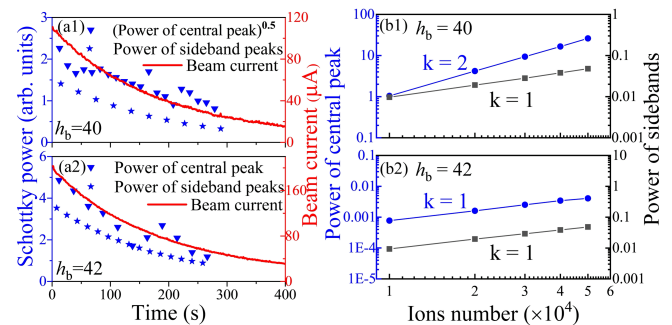 (a1)
(Power of central peak)^0.5
Power of sideband peaks
Beam current
h_b=40
3
2
1
0
110
80
40
0
(a2)
Power of central peak
Power of sideband peaks
Beam current
h_b=42
6
4
2
0
160
80
0
0 100 200 300 400
Time (s)
Schottky power (arb. units)
Beam current (μA)
(b1) h_b = 40
k = 2
k = 1
100
10
1
0.1
1
0.1
0.01
0.001
(b2) h_b = 42
k = 1
k = 1
0.1
0.01
0.001
1E-4
1E-5
10
1
0.1
0.01
0.001
1 2 3 4 5 6
Ions number (×10^4)
Power of central peak
Power of sidebands